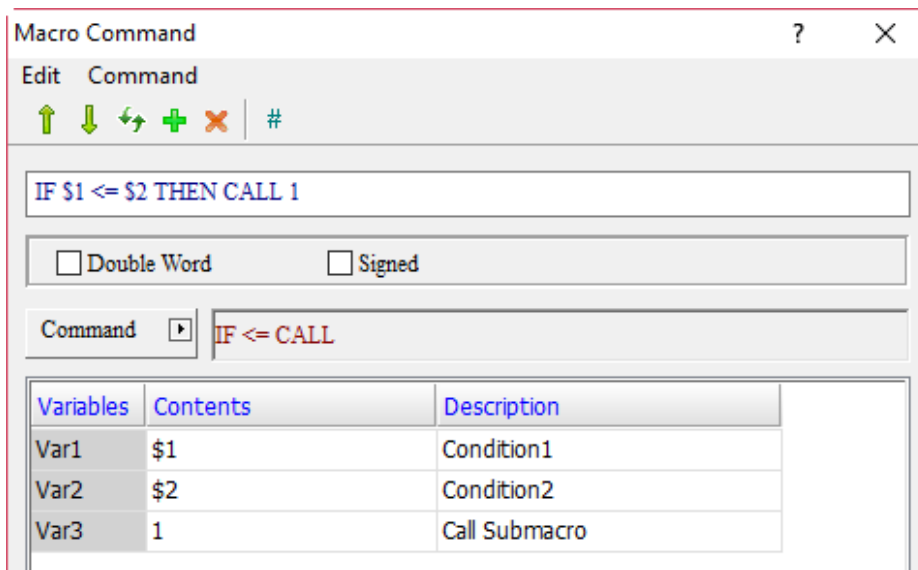 Macro Command ?
Edit Command
#
IF $1 <= $2 THEN CALL 1
Double Word Signed
Command IF <= CALL
Variables Contents Description
Var1 $1 Condition1
Var2 $2 Condition2
Var3 1 Call Submacro